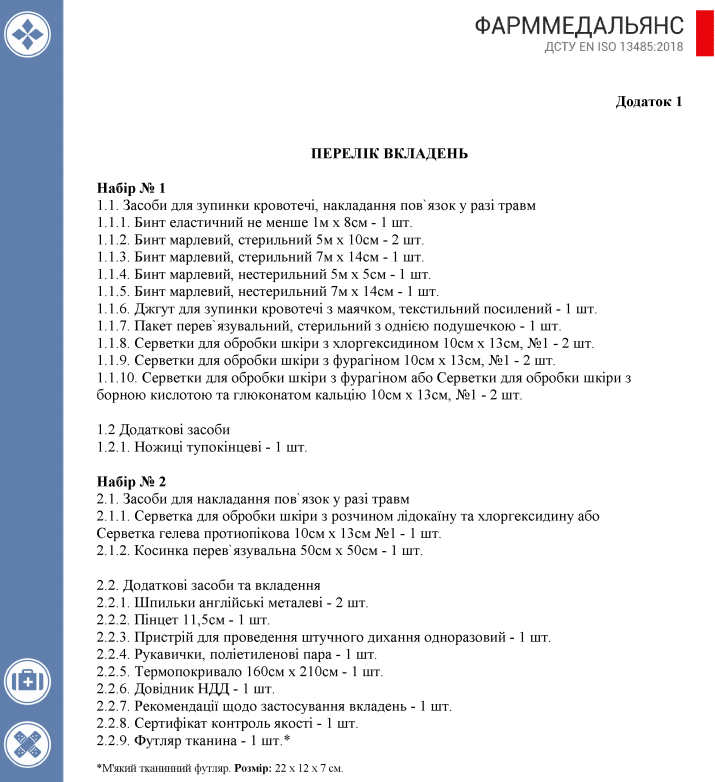 ФАРММЕДАЛЬЯНС
ДСТУ EN ISO 13485:2018
Додаток 1
ПЕРЕЛІК ВКЛАДЕНЬ
Набір № 1
1.1. Засоби для зупинки кровотечі, накладання пов`язок у разі травм
1.1.1. Бинт еластичний не менше 1м х 8см - 1 шт.
1.1.2. Бинт марлевий, стерильний 5м х 10см - 2 шт.
1.1.3. Бинт марлевий, стерильний 7м х 14см - 1 шт.
1.1.4. Бинт марлевий, нестерильний 5м х 5см - 1 шт.
1.1.5. Бинт марлевий, нестерильний 7м х 14см - 1 шт.
1.1.6. Джгут для зупинки кровотечі з маячком, текстильний посилений - 1 шт.
1.1.7. Пакет перев`язувальний, стерильний з однією подушечкою - 1 шт.
1.1.8. Серветки для обробки шкіри з хлоргексидином 10см х 13см, №1 - 2 шт.
1.1.9. Серветки для обробки шкіри з фурагіном 10см х 13см, №1 - 2 шт.
1.1.10. Серветки для обробки шкіри з фурагіном або Серветки для обробки шкіри з
борною кислотою та глюконатом кальцію 10см х 13см, №1 - 2 шт.
1.2 Додаткові засоби
1.2.1. Ножиці тупокінцеві - 1 шт.
Набір № 2
2.1. Засоби для накладання пов`язок у разі травм
2.1.1. Серветка для обробки шкіри з розчином лідокаїну та хлоргексидину або
Серветка гелева протиопікова 10см х 13см №1 - 1 шт.
2.1.2. Косинка перев`язувальна 50см х 50см - 1 шт.
2.2. Додаткові засоби та вкладення
2.2.1. Шпильки англійські металеві - 2 шт.
2.2.2. Пінцет 11,5см - 1 шт.
2.2.3. Пристрій для проведення штучного дихання одноразовий - 1 шт.
2.2.4. Рукавички, поліетиленові пара - 1 шт.
2.2.5. Термопокривало 160см х 210см - 1 шт.
2.2.6. Довідник НДД - 1 шт.
2.2.7. Рекомендації щодо застосування вкладень - 1 шт.
2.2.8. Сертифікат контроль якості - 1 шт.
2.2.9. Футляр тканина - 1 шт.*
*М'який тканинний футляр. Розмір: 22 х 12 х 7 см.